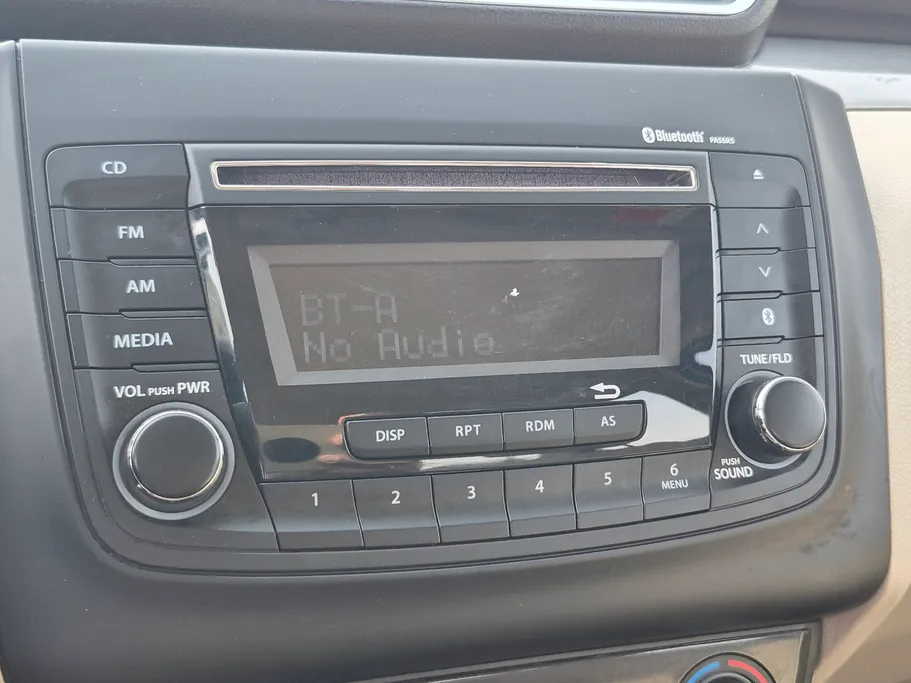 Bluetooth PA5SR5
CD
FM
AM
MEDIA
VOL PUSH PWR
BT-A
No Audio
DISP
RPT
RDM
AS
1
2
3
4
5
6
MENU
TUNE/FLD
PUSH
SOUND